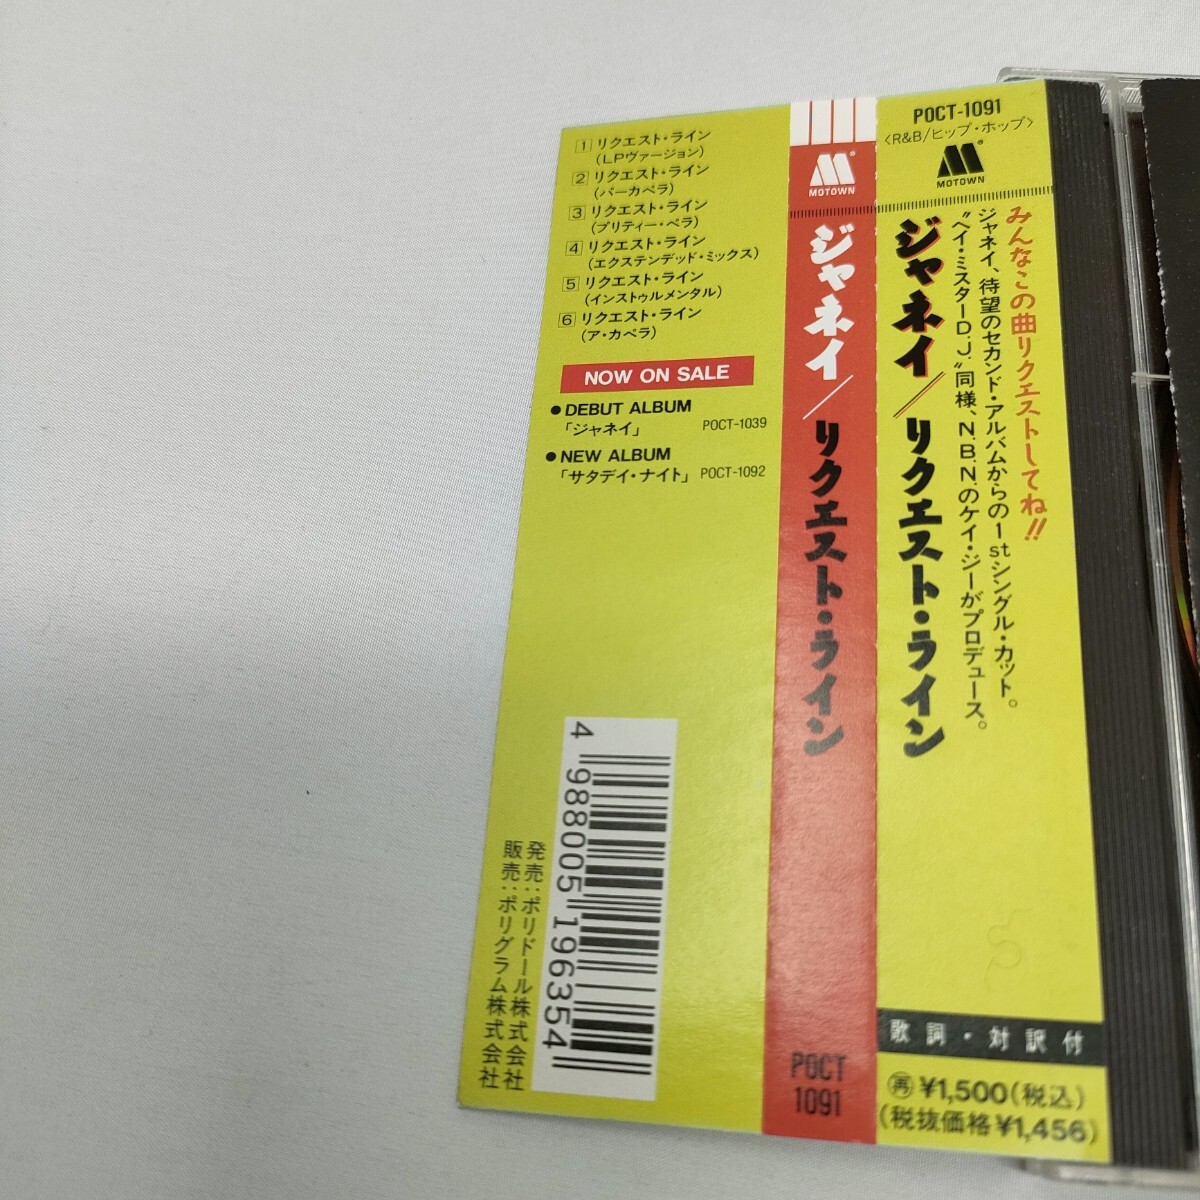 1 リクエスト・ライン
(LPヴァージョン)
2 リクエスト・ライン
(パーカペラ)
3 リクエスト・ライン
(プリティー・ペラ)
4 リクエスト・ライン
(エクステンデッド・ミックス)
5 リクエスト・ライン
(インストゥルメンタル)
6 リクエスト・ライン
(ア・カペラ)
NOW ON SALE
● DEBUT ALBUM
「ジャネイ」 POCT-1039
● NEW ALBUM
「サタデイ・ナイト」 POCT-1092
4 988005 196354
発売:ポリドール株式会社
販売:ポリグラム株式会社
MOTOWN
ジャネイ/リクエスト・ライン
POCT
1091
POCT-1091
〈R&B/ヒップ・ホップ〉
MOTOWN
みんなこの曲リクエストしてね!!
ジャネイ、待望のセカンド・アルバムからの1stシングル・カット。
"ヘイ・ミスターD.J."同様、N.B.N.のケイ・ジーがプロデュース。
ジャネイ/リクエスト・ライン
歌詞・対訳付
再 ¥1,500(税込)
(税抜価格¥1,456)